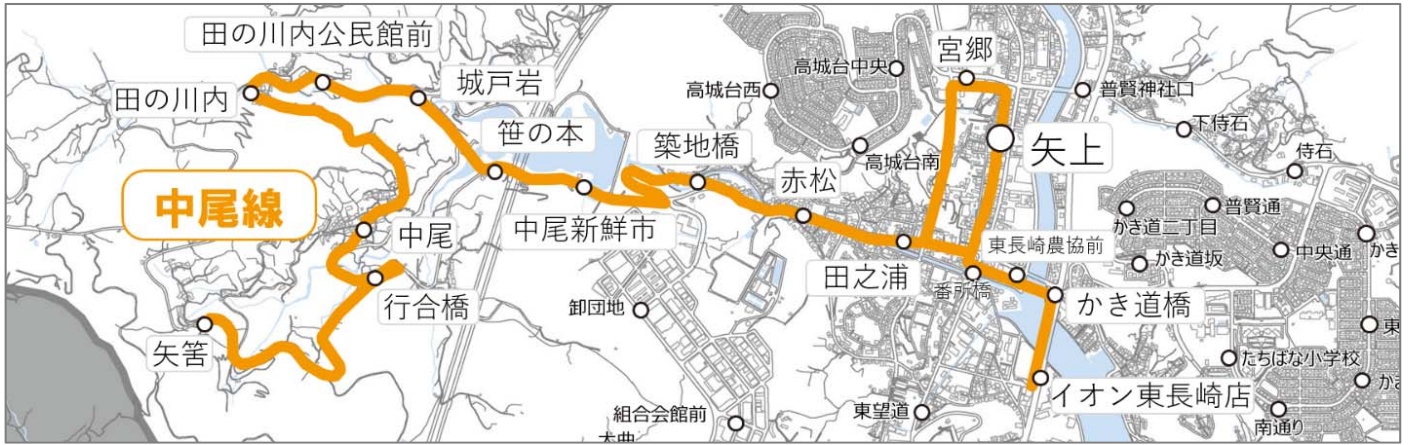 田の川内公民館前
宮郷
高城台中央
城戸岩
高城台西
普賢神社口
田の川内
下侍石
笹の本
築地橋
高城台南
矢上
侍石
赤松
中尾線
普賢通
かき道二丁目
中尾
中尾新鮮市
東長崎農協前
中央通
かき
かき道坂
田之浦
番所橋
行合橋
かき道橋
卸団地
矢筈
東
たちばな小学校
イオン東長崎店
か
組合会館前
東望道
南通り